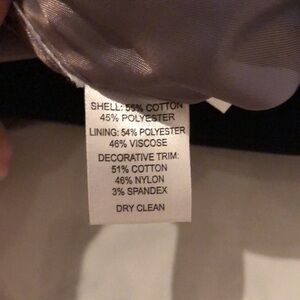 SHELL: 55% COTTON
45% POLYESTER
LINING: 54% POLYESTER
46% VISCOSE
DECORATIVE TRIM:
51% COTTON
46% NYLON
3% SPANDEX
DRY CLEAN